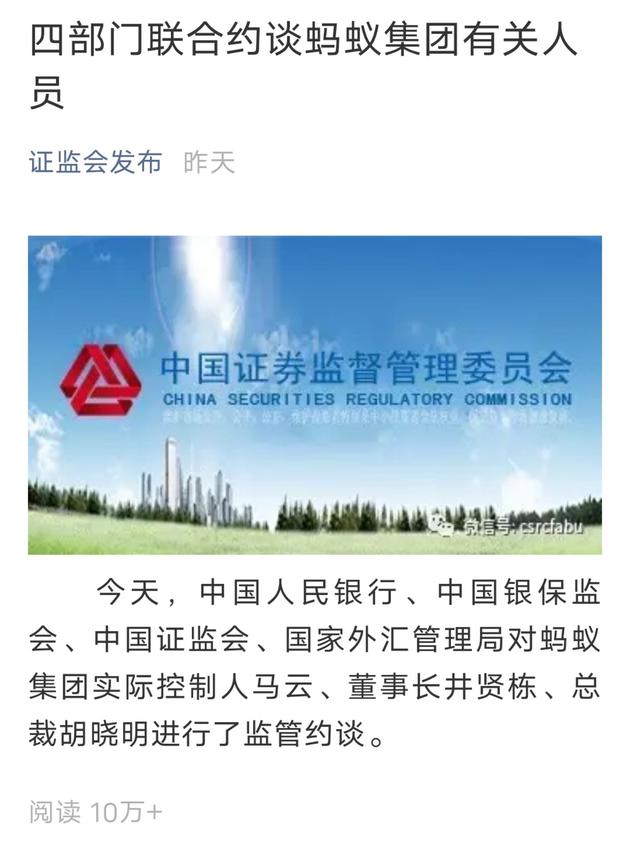 四部门联合约谈蚂蚁集团有关人
员
证监会发布 昨天
中国证券监督管理委员会
CHINA SECURITIES REGULATORY COMMISSION
微信号: csrcfabu
今天，中国人民银行、中国银保监
会、中国证监会、国家外汇管理局对蚂蚁
集团实际控制人马云、董事长井贤栋、总
裁胡晓明进行了监管约谈。
阅读 10万+